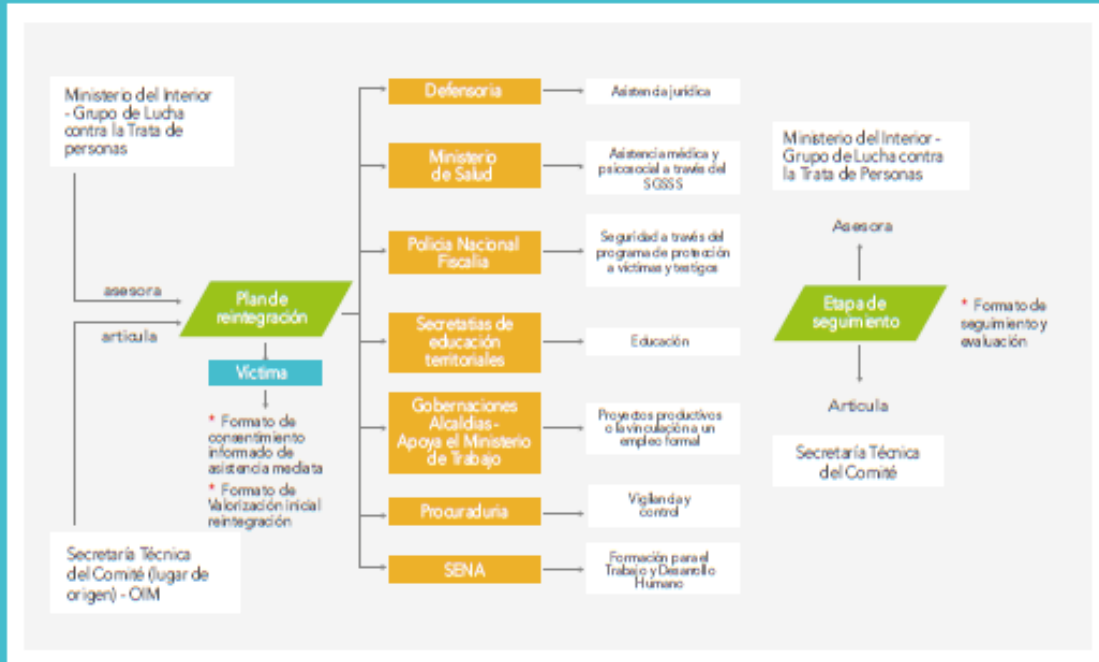 Ministerio del Interior
- Grupo de Lucha
contra la Trata de
personas
asesora
articula
Plan de
reintegración
Víctima
* Formato de
consentimiento
informado de
asistencia mediata
* Formato de
Valorización inicial
reintegración
Secretaría Técnica
del Comité (lugar de
origen) - OIM
Defensoria
Asistencia jurídica
Ministerio
de Salud
Asistencia médica y
psicosocial a través del
SGSSS
Policia Nacional
Fiscalia
Seguridad a través del
programa de protección
a víctimas y testigos
Secretatias de
educación
territoriales
Educación
Gobernaciones
Alcaldias-
Apoya el Ministerio
de Trabajo
Proyectos productivos
o la vinculación a un
empleo formal
Procuraduria
Vigilancia y
control
SENA
Formación para el
Trabajo y Desarrollo
Humano
Ministerio del Interior -
Grupo de Lucha contra
la Trata de Personas
Asesora
Etapa de
seguimiento
* Formato de
seguimiento y
evaluación
Articula
Secretaría Técnica
del Comité